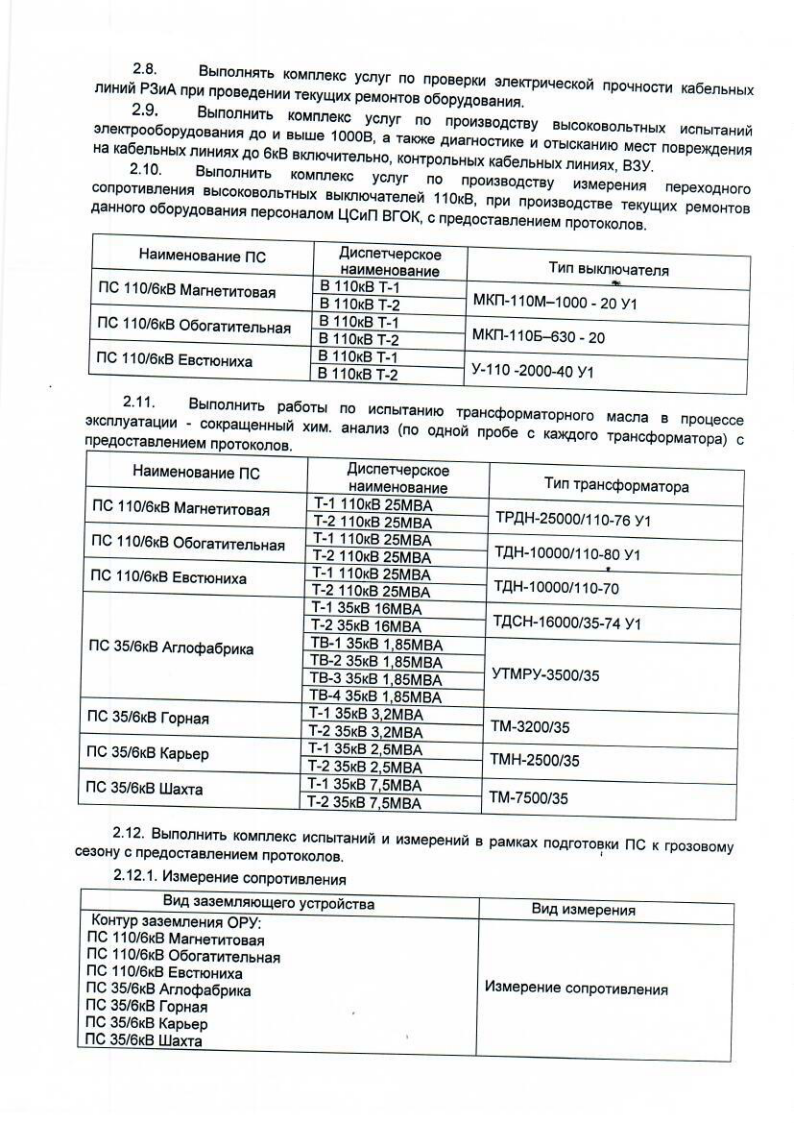 2.8. Выполнять комплекс услуг по проверки электрической прочности кабельных
линий РЗиА при проведении текущих ремонтов оборудования.
2.9. Выполнить комплекс услуг по производству высоковольтных испытаний
электрооборудования до и выше 1000В, а также диагностике и отысканию мест повреждения
на кабельных линиях до 6кВ включительно, контрольных кабельных линиях, ВЗУ.
2.10. Выполнить комплекс услуг по производству измерения переходного
сопротивления высоковольтных выключателей 110кВ, при производстве текущих ремонтов
данного оборудования персоналом ЦСиП ВГОК, с предоставлением протоколов.
Наименование ПС Диспетчерское наименование Тип выключателя
ПС 110/6кВ Магнетитовая В 110кВ Т-1 МКП-110М–1000 - 20 У1
В 110кВ Т-2
ПС 110/6кВ Обогатительная В 110кВ Т-1 МКП-110Б–630 - 20
В 110кВ Т-2
ПС 110/6кВ Евстюниха В 110кВ Т-1 У-110 -2000-40 У1
В 110кВ Т-2
2.11. Выполнить работы по испытанию трансформаторного масла в процессе
эксплуатации - сокращенный хим. анализ (по одной пробе с каждого трансформатора) с
предоставлением протоколов.
Наименование ПС Диспетчерское наименование Тип трансформатора
ПС 110/6кВ Магнетитовая Т-1 110кВ 25МВА ТРДН-25000/110-76 У1
Т-2 110кВ 25МВА
ПС 110/6кВ Обогатительная Т-1 110кВ 25МВА ТДН-10000/110-80 У1
Т-2 110кВ 25МВА
ПС 110/6кВ Евстюниха Т-1 110кВ 25МВА ТДН-10000/110-70
Т-2 110кВ 25МВА
ПС 35/6кВ Аглофабрика Т-1 35кВ 16МВА ТДСН-16000/35-74 У1
Т-2 35кВ 16МВА
ТВ-1 35кВ 1,85МВА УТМРУ-3500/35
ТВ-2 35кВ 1,85МВА
ТВ-3 35кВ 1,85МВА
ТВ-4 35кВ 1,85МВА
ПС 35/6кВ Горная Т-1 35кВ 3,2МВА ТМ-3200/35
Т-2 35кВ 3,2МВА
ПС 35/6кВ Карьер Т-1 35кВ 2,5МВА ТМН-2500/35
Т-2 35кВ 2,5МВА
ПС 35/6кВ Шахта Т-1 35кВ 7,5МВА ТМ-7500/35
Т-2 35кВ 7,5МВА
2.12. Выполнить комплекс испытаний и измерений в рамках подготовки ПС к грозовому
сезону с предоставлением протоколов.
2.12.1. Измерение сопротивления
Вид заземляющего устройства Вид измерения
Контур заземления ОРУ:
ПС 110/6кВ Магнетитовая
ПС 110/6кВ Обогатительная
ПС 110/6кВ Евстюниха
ПС 35/6кВ Аглофабрика Измерение сопротивления
ПС 35/6кВ Горная
ПС 35/6кВ Карьер
ПС 35/6кВ Шахта